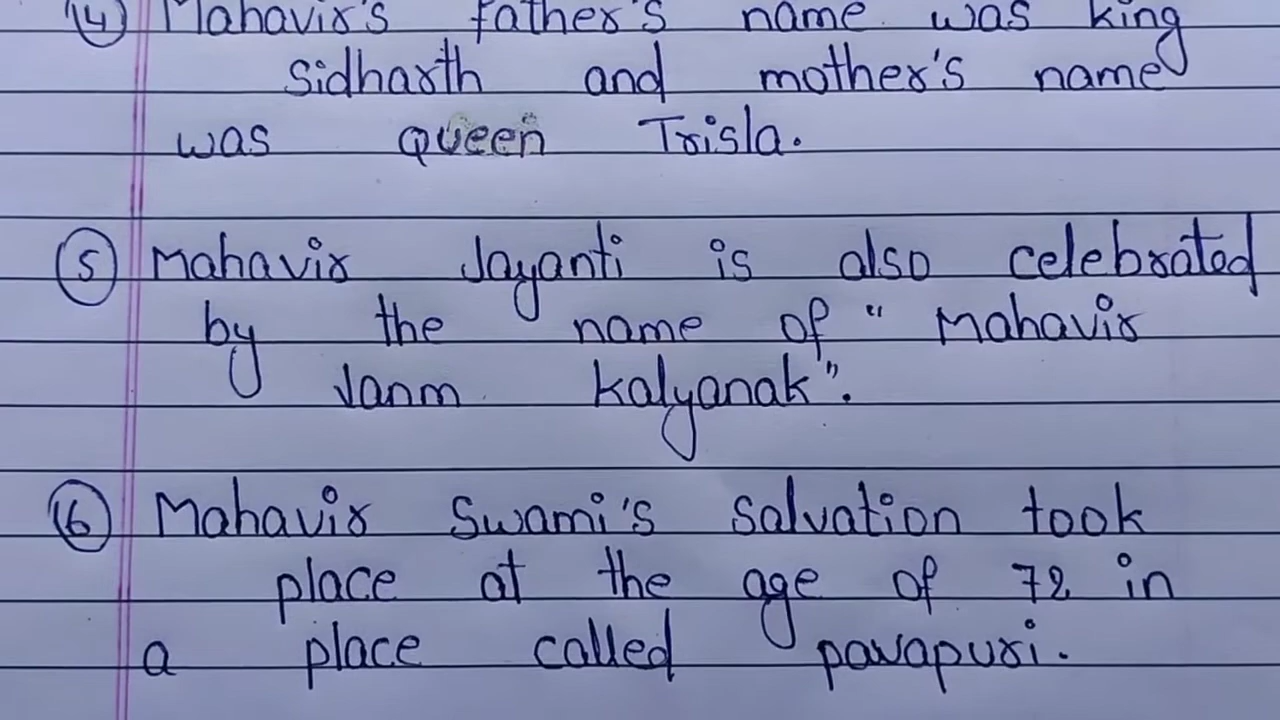 (4) Mahavir's father's name was king
Sidharth and mother's name
was queen Trisla.
(5) Mahavir Jayanti is also celebrated
by the name of "Mahavir
Janm Kalyanak".
(6) Mahavir Swami's salvation took
place at the age of 72 in
a place called pavapuri.